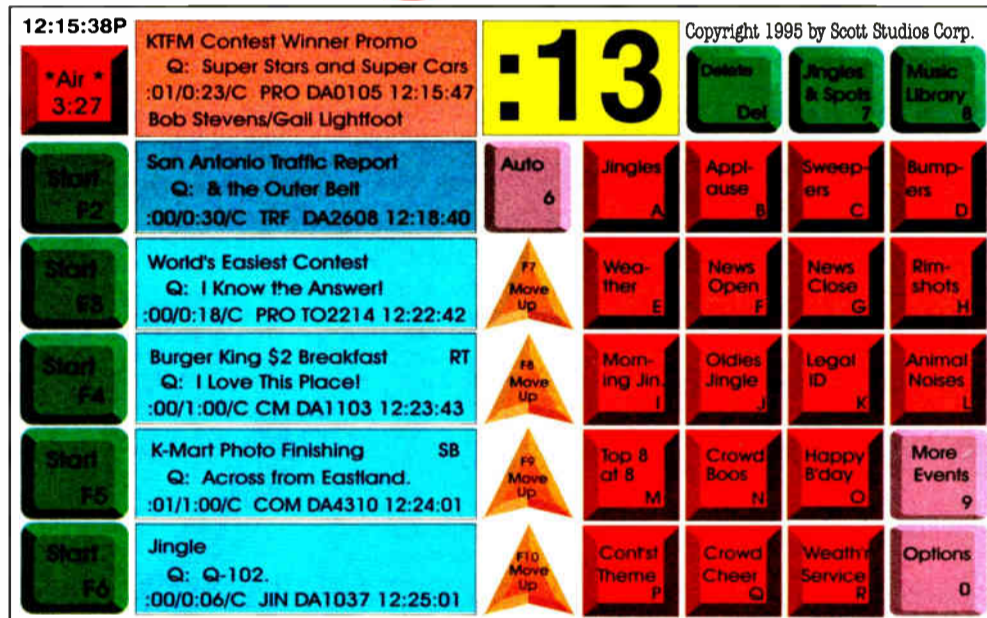 12:15:38P
*Air *
3:27
KTFM Contest Winner Promo
Q: Super Stars and Super Cars
:01/0:23/C PRO DA0105 12:15:47
Bob Stevens/Gail Lightfoot
:13
Copyright 1995 by Scott Studios Corp.
Delete
Del
Jingles
& Spots
7
Music
Library
8
Start
F2
San Antonio Traffic Report
Q: & the Outer Belt
:00/0:30/C TRF DA2608 12:18:40
Auto
6
Jingles
A
Appl-
ause
B
Sweep-
ers
C
Bump-
ers
D
Start
F3
World's Easiest Contest
Q: I Know the Answer!
:00/0:18/C PRO TO2214 12:22:42
F7
Move
Up
Wea-
ther
E
News
Open
F
News
Close
G
Rim-
shots
H
Start
F4
Burger King $2 Breakfast RT
Q: I Love This Place!
:00/1:00/C CM DA1103 12:23:43
F8
Move
Up
Morn-
ing Jin.
I
Oldies
Jingle
J
Legal
ID
K
Animal
Noises
L
Start
F5
K-Mart Photo Finishing SB
Q: Across from Eastland.
:01/1:00/C COM DA4310 12:24:01
F9
Move
Up
Top 8
at 8
M
Crowd
Boos
N
Happy
B'day
O
More
Events
9
Start
F6
Jingle
Q: Q-102.
:00/0:06/C JIN DA1037 12:25:01
F10
Move
Up
Cont'st
Theme
P
Crowd
Cheer
Q
Weath'r
Service
R
Options
0